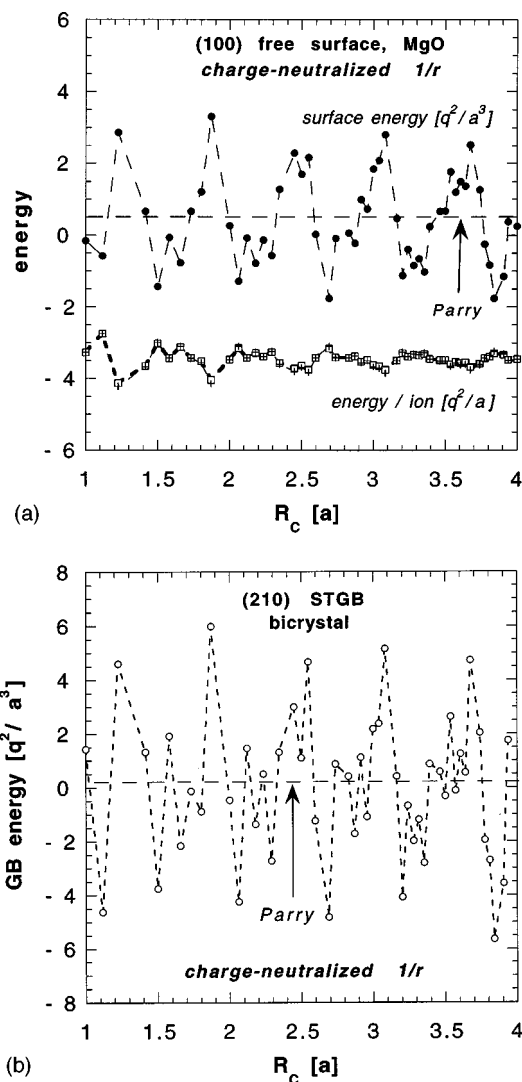 (100) free surface, MgO
charge-neutralized 1/r
surface energy [q²/a³]
energy
6
4
2
0
- 2
- 4
- 6
Parry
energy / ion [q²/a]
1
1.5
2
2.5
3
3.5
4
(a)
R_c [a]
(210) STGB
bicrystal
GB energy [q²/ a³]
8
6
4
2
0
- 2
- 4
- 6
- 8
Parry
charge-neutralized 1/r
1
1.5
2
2.5
3
3.5
4
(b)
R_c [a]